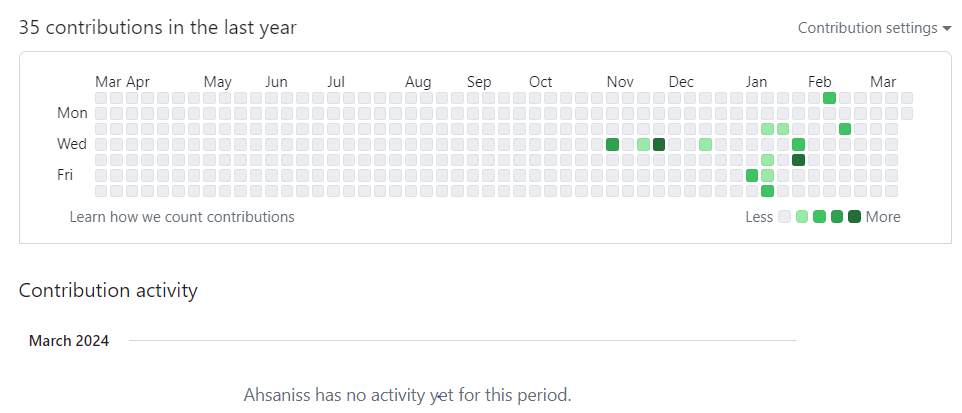 35 contributions in the last year
Contribution settings
Mar Apr May Jun Jul Aug Sep Oct Nov Dec Jan Feb Mar
Mon
Wed
Fri
Learn how we count contributions
Less More
Contribution activity
March 2024
Ahsaniss has no activity yet for this period.